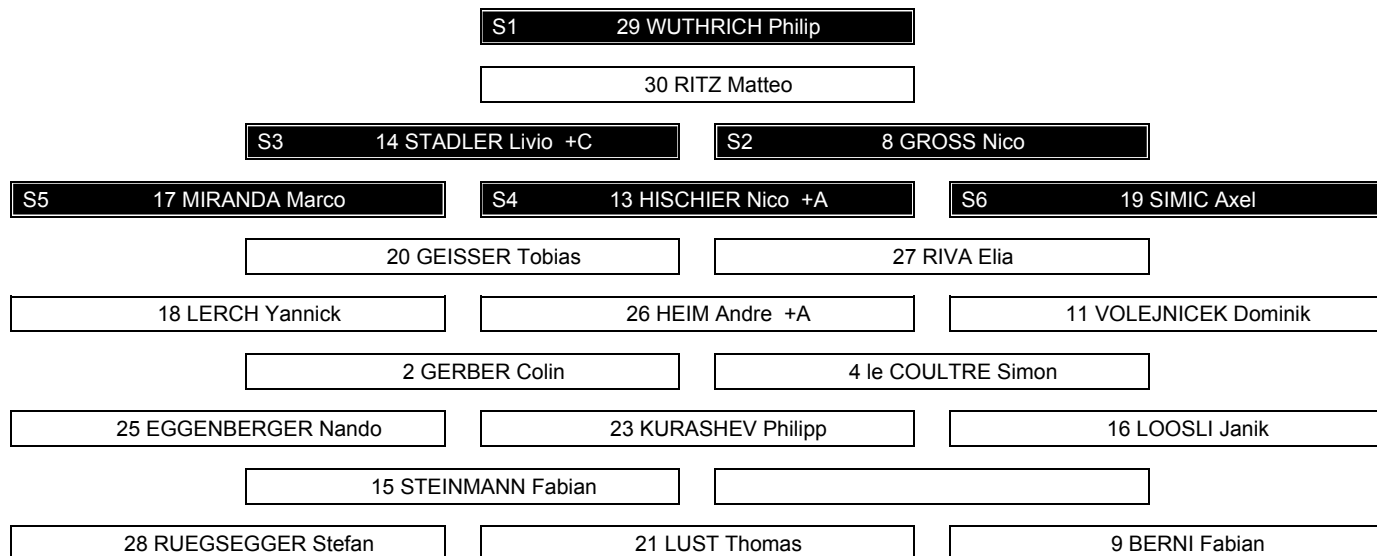 S1 29 WUTHRICH Philip
30 RITZ Matteo
S3 14 STADLER Livio +C S2 8 GROSS Nico
S5 17 MIRANDA Marco S4 13 HISCHIER Nico +A S6 19 SIMIC Axel
20 GEISSER Tobias 27 RIVA Elia
18 LERCH Yannick 26 HEIM Andre +A 11 VOLEJNICEK Dominik
2 GERBER Colin 4 le COULTRE Simon
25 EGGENBERGER Nando 23 KURASHEV Philipp 16 LOOSLI Janik
15 STEINMANN Fabian
28 RUEGSEGGER Stefan 21 LUST Thomas 9 BERNI Fabian